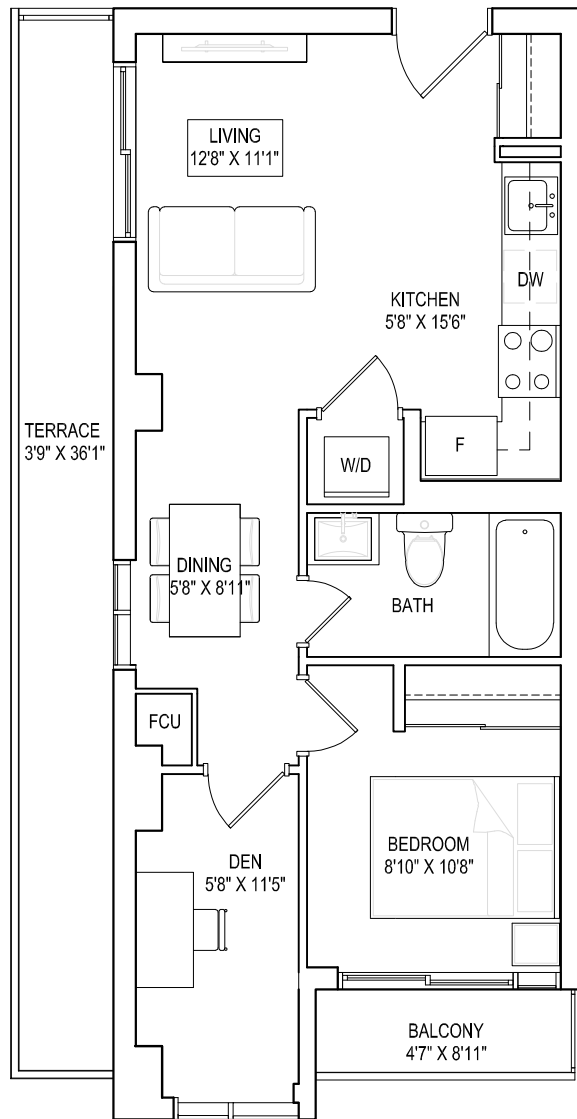 LIVING
12'8" X 11'1"
DW
KITCHEN
5'8" X 15'6"
TERRACE
3'9" X 36'1"
W/D
F
DINING
5'8" X 8'11"
BATH
FCU
BEDROOM
8'10" X 10'8"
DEN
5'8" X 11'5"
BALCONY
4'7" X 8'11"